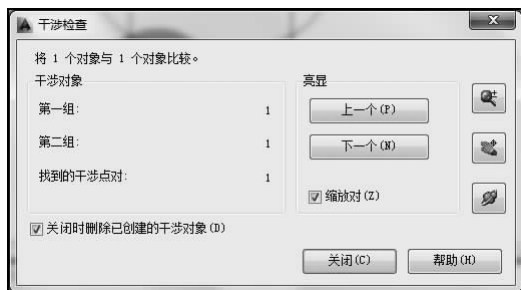 干涉检查
将 1 个对象与 1 个对象比较。
干涉对象
第一组: 1
第二组: 1
找到的干涉点对: 1
亮显
上一个(P)
下一个(N)
缩放对(Z)
关闭时删除已创建的干涉对象(D)
关闭(C)
帮助(H)